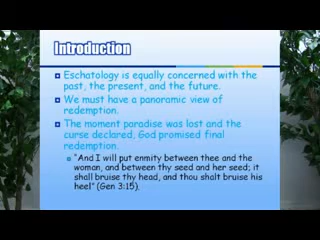 Introduction
Eschatology is equally concerned with the
past, the present, and the future.
We must have a panoramic view of
redemption.
The moment paradise was lost and the
curse declared, God promised final
redemption.
"And I will put enmity between thee and the
woman, and between thy seed and her seed; it
shall bruise thy head, and thou shalt bruise his
heel" (Gen 3:15).